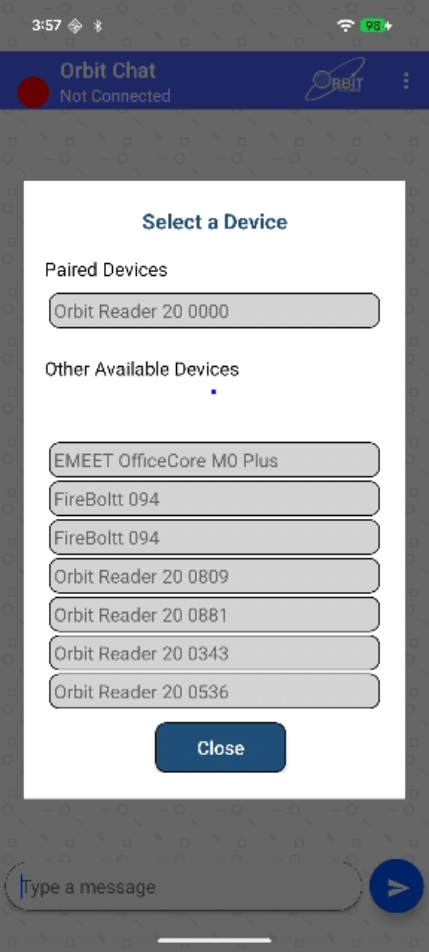 3:57
98
Orbit Chat
Not Connected
ORBIT
Select a Device
Paired Devices
Orbit Reader 20 0000
Other Available Devices
EMEET OfficeCore M0 Plus
FireBoltt 094
FireBoltt 094
Orbit Reader 20 0809
Orbit Reader 20 0881
Orbit Reader 20 0343
Orbit Reader 20 0536
Close
Type a message